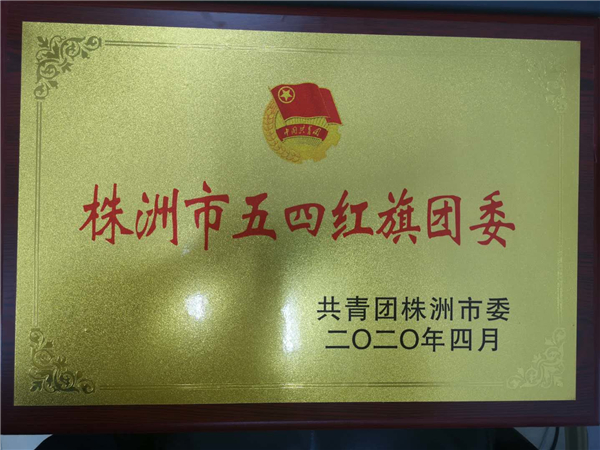 中国共青团
株洲市五四红旗团委
共青团株洲市委
二〇二〇年四月